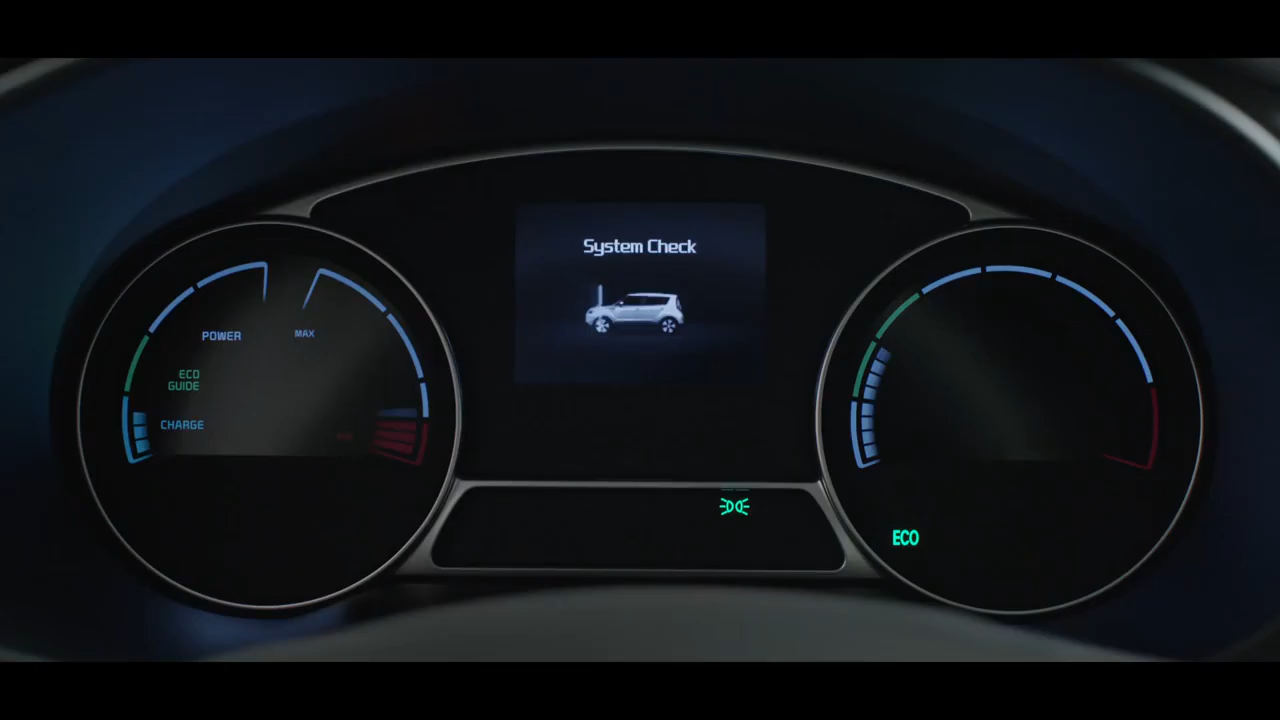 System Check
POWER
MAX
ECO
GUIDE
CHARGE
ECO